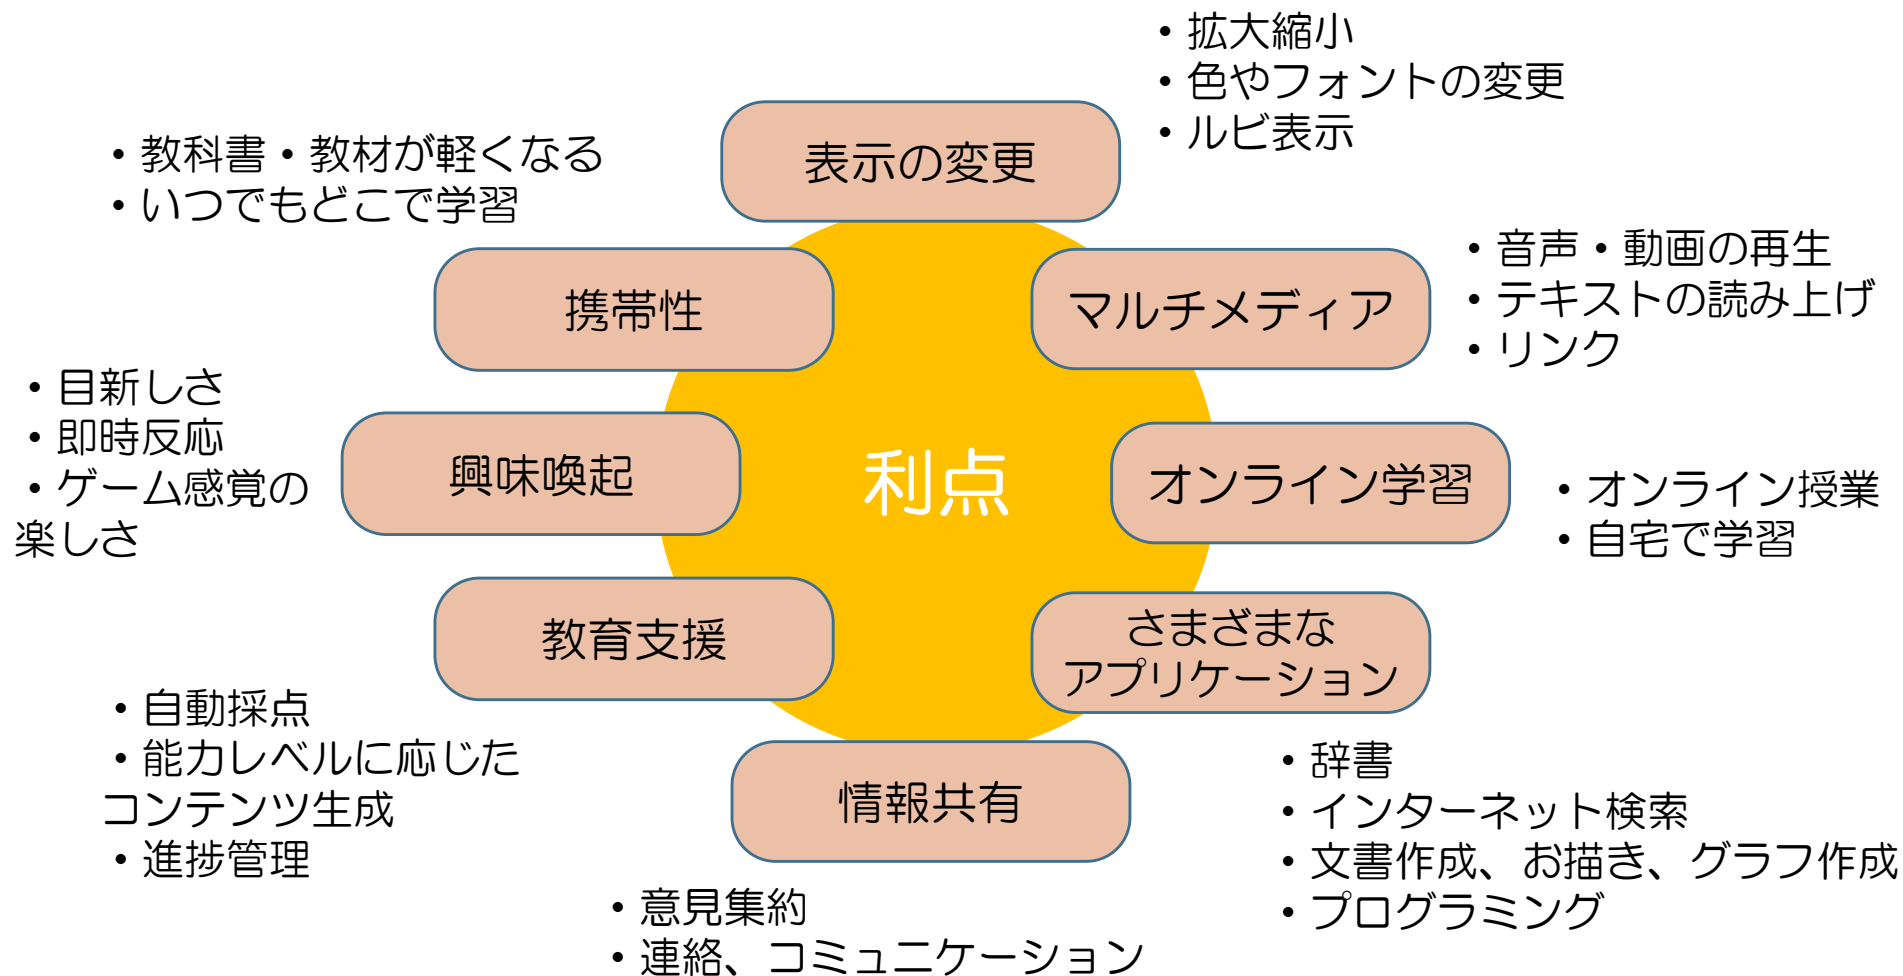 利点
表示の変更
・拡大縮小
・色やフォントの変更
・ルビ表示
マルチメディア
・音声・動画の再生
・テキストの読み上げ
・リンク
オンライン学習
・オンライン授業
・自宅で学習
さまざまな
アプリケーション
・辞書
・インターネット検索
・文書作成、お描き、グラフ作成
・プログラミング
情報共有
・意見集約
・連絡、コミュニケーション
教育支援
・自動採点
・能力レベルに応じた
コンテンツ生成
・進捗管理
興味喚起
・目新しさ
・即時反応
・ゲーム感覚の
楽しさ
携帯性
・教科書・教材が軽くなる
・いつでもどこで学習